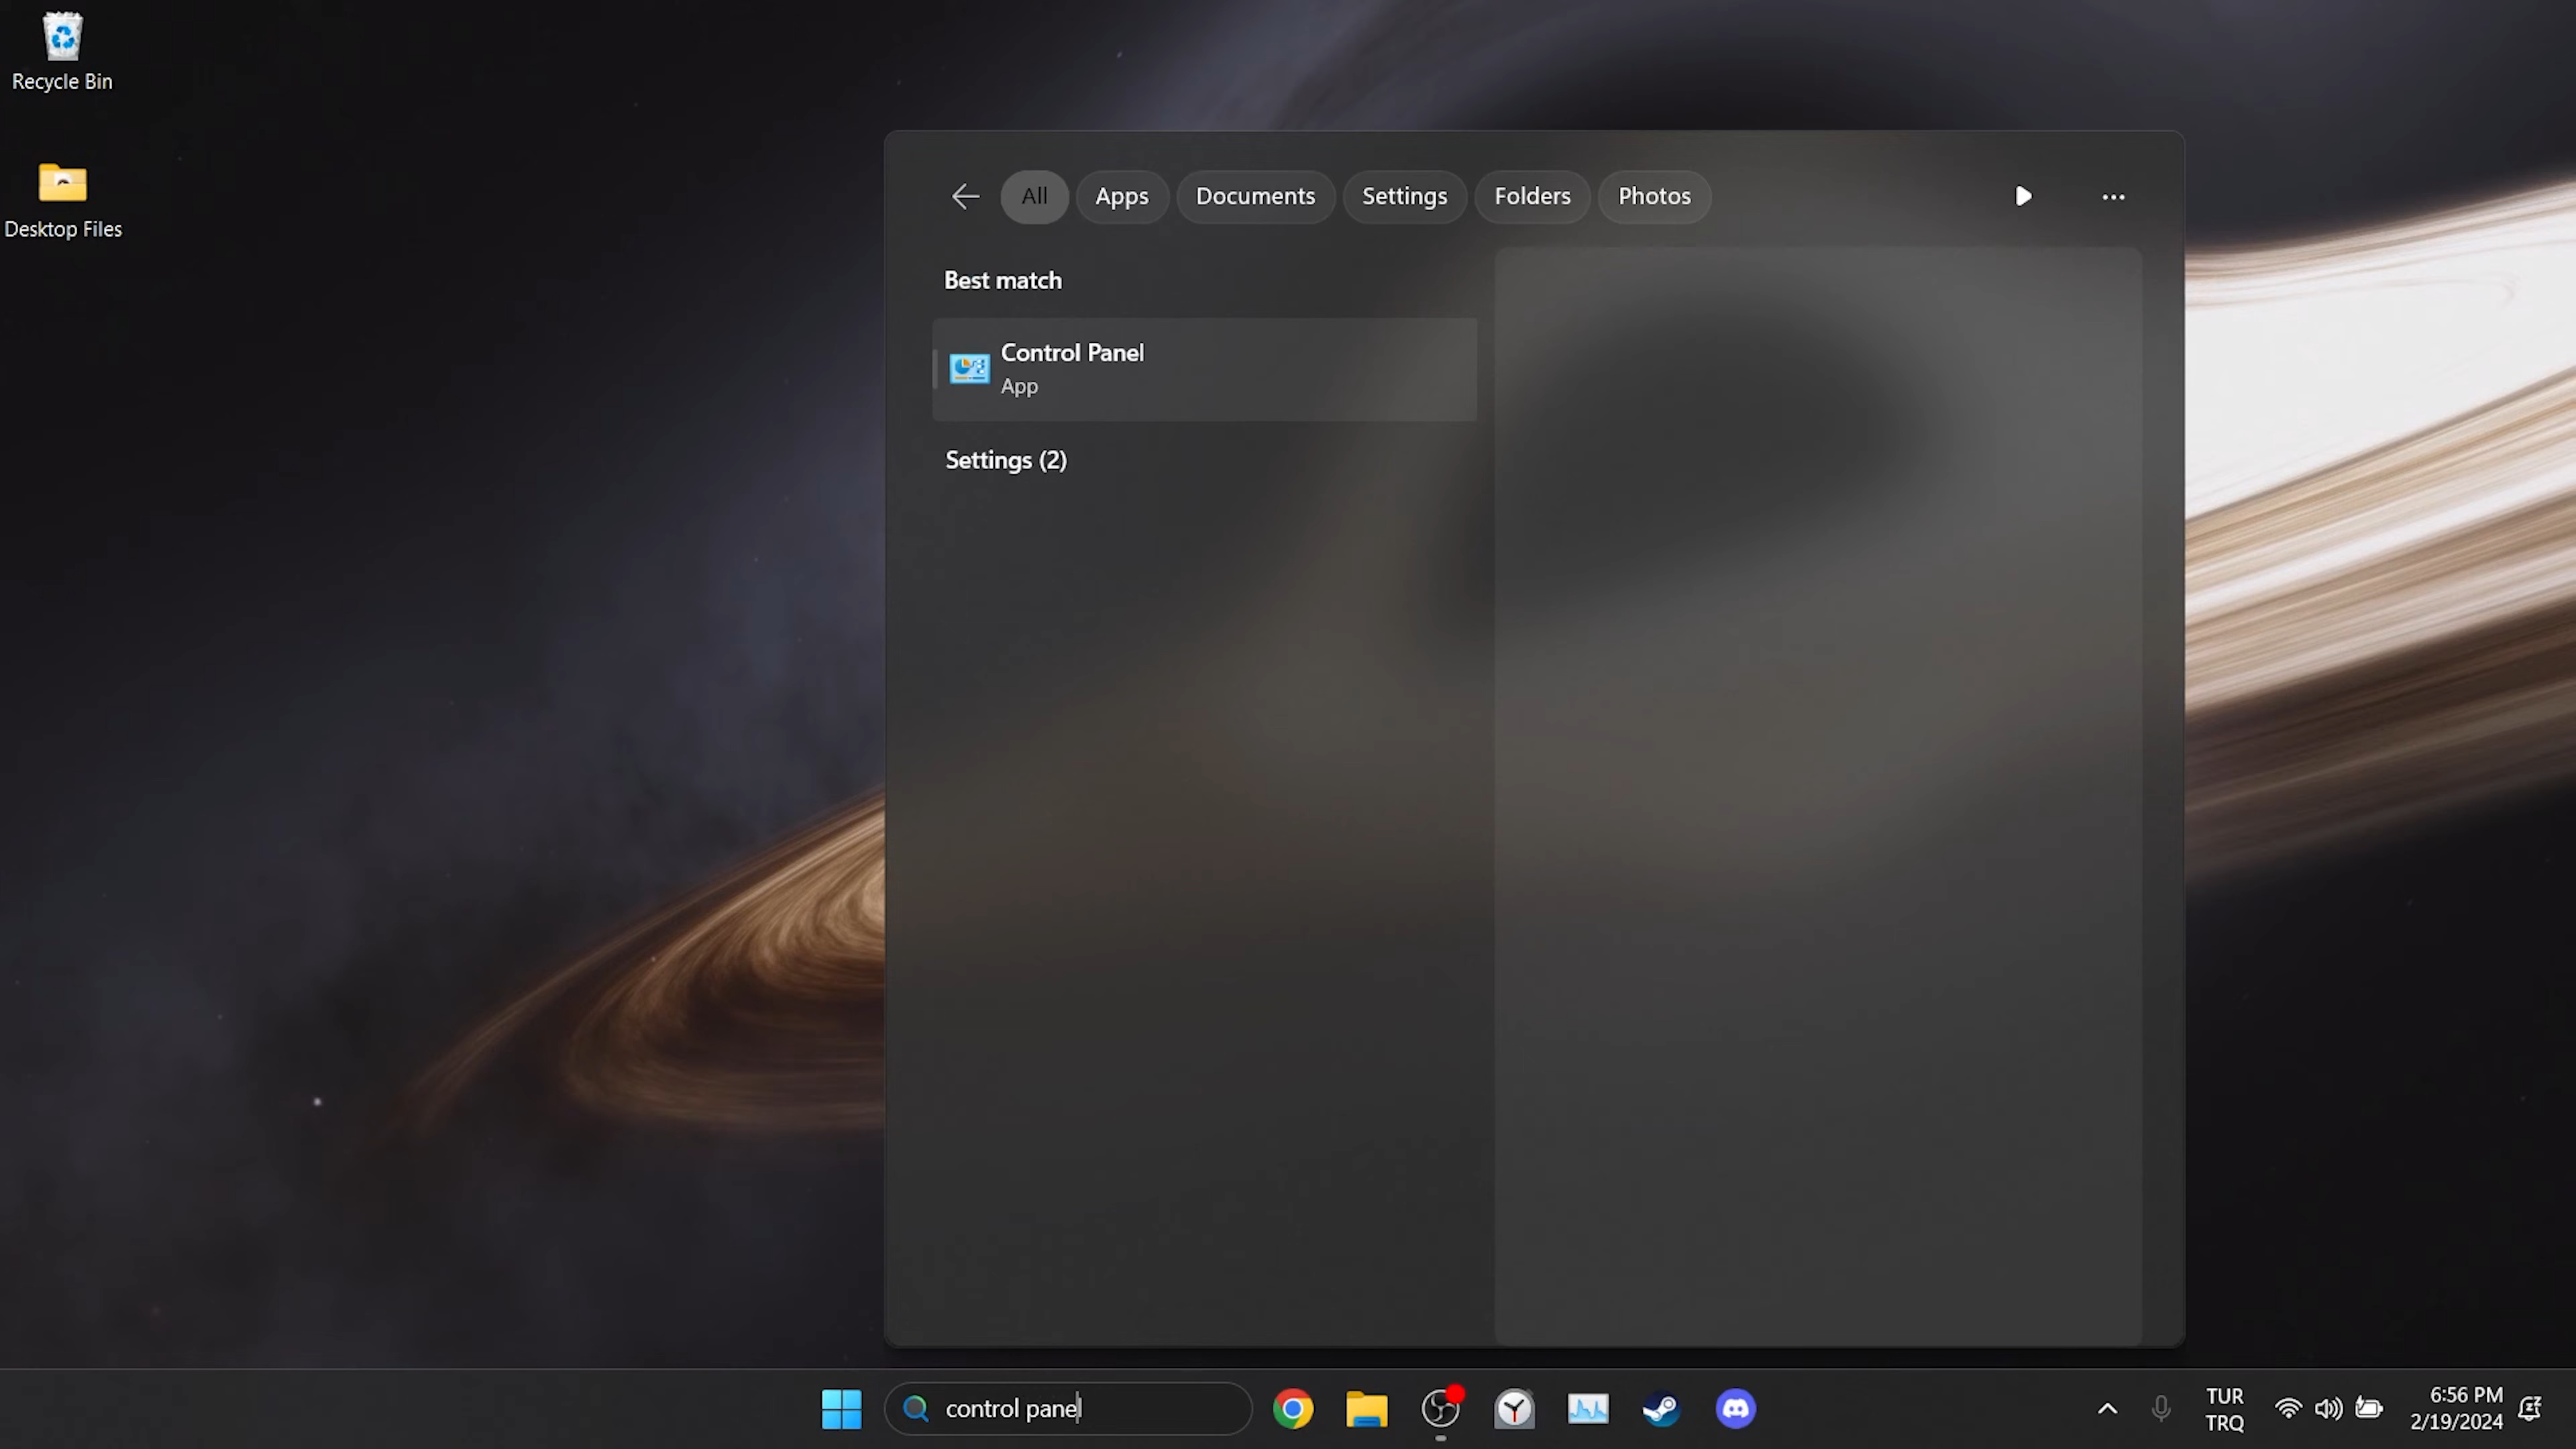 Recycle Bin
Desktop Files
All
Apps
Documents
Settings
Folders
Photos
Best match
Control Panel
App
Settings (2)
control pane
TUR
TRQ
6:56 PM
2/19/2024